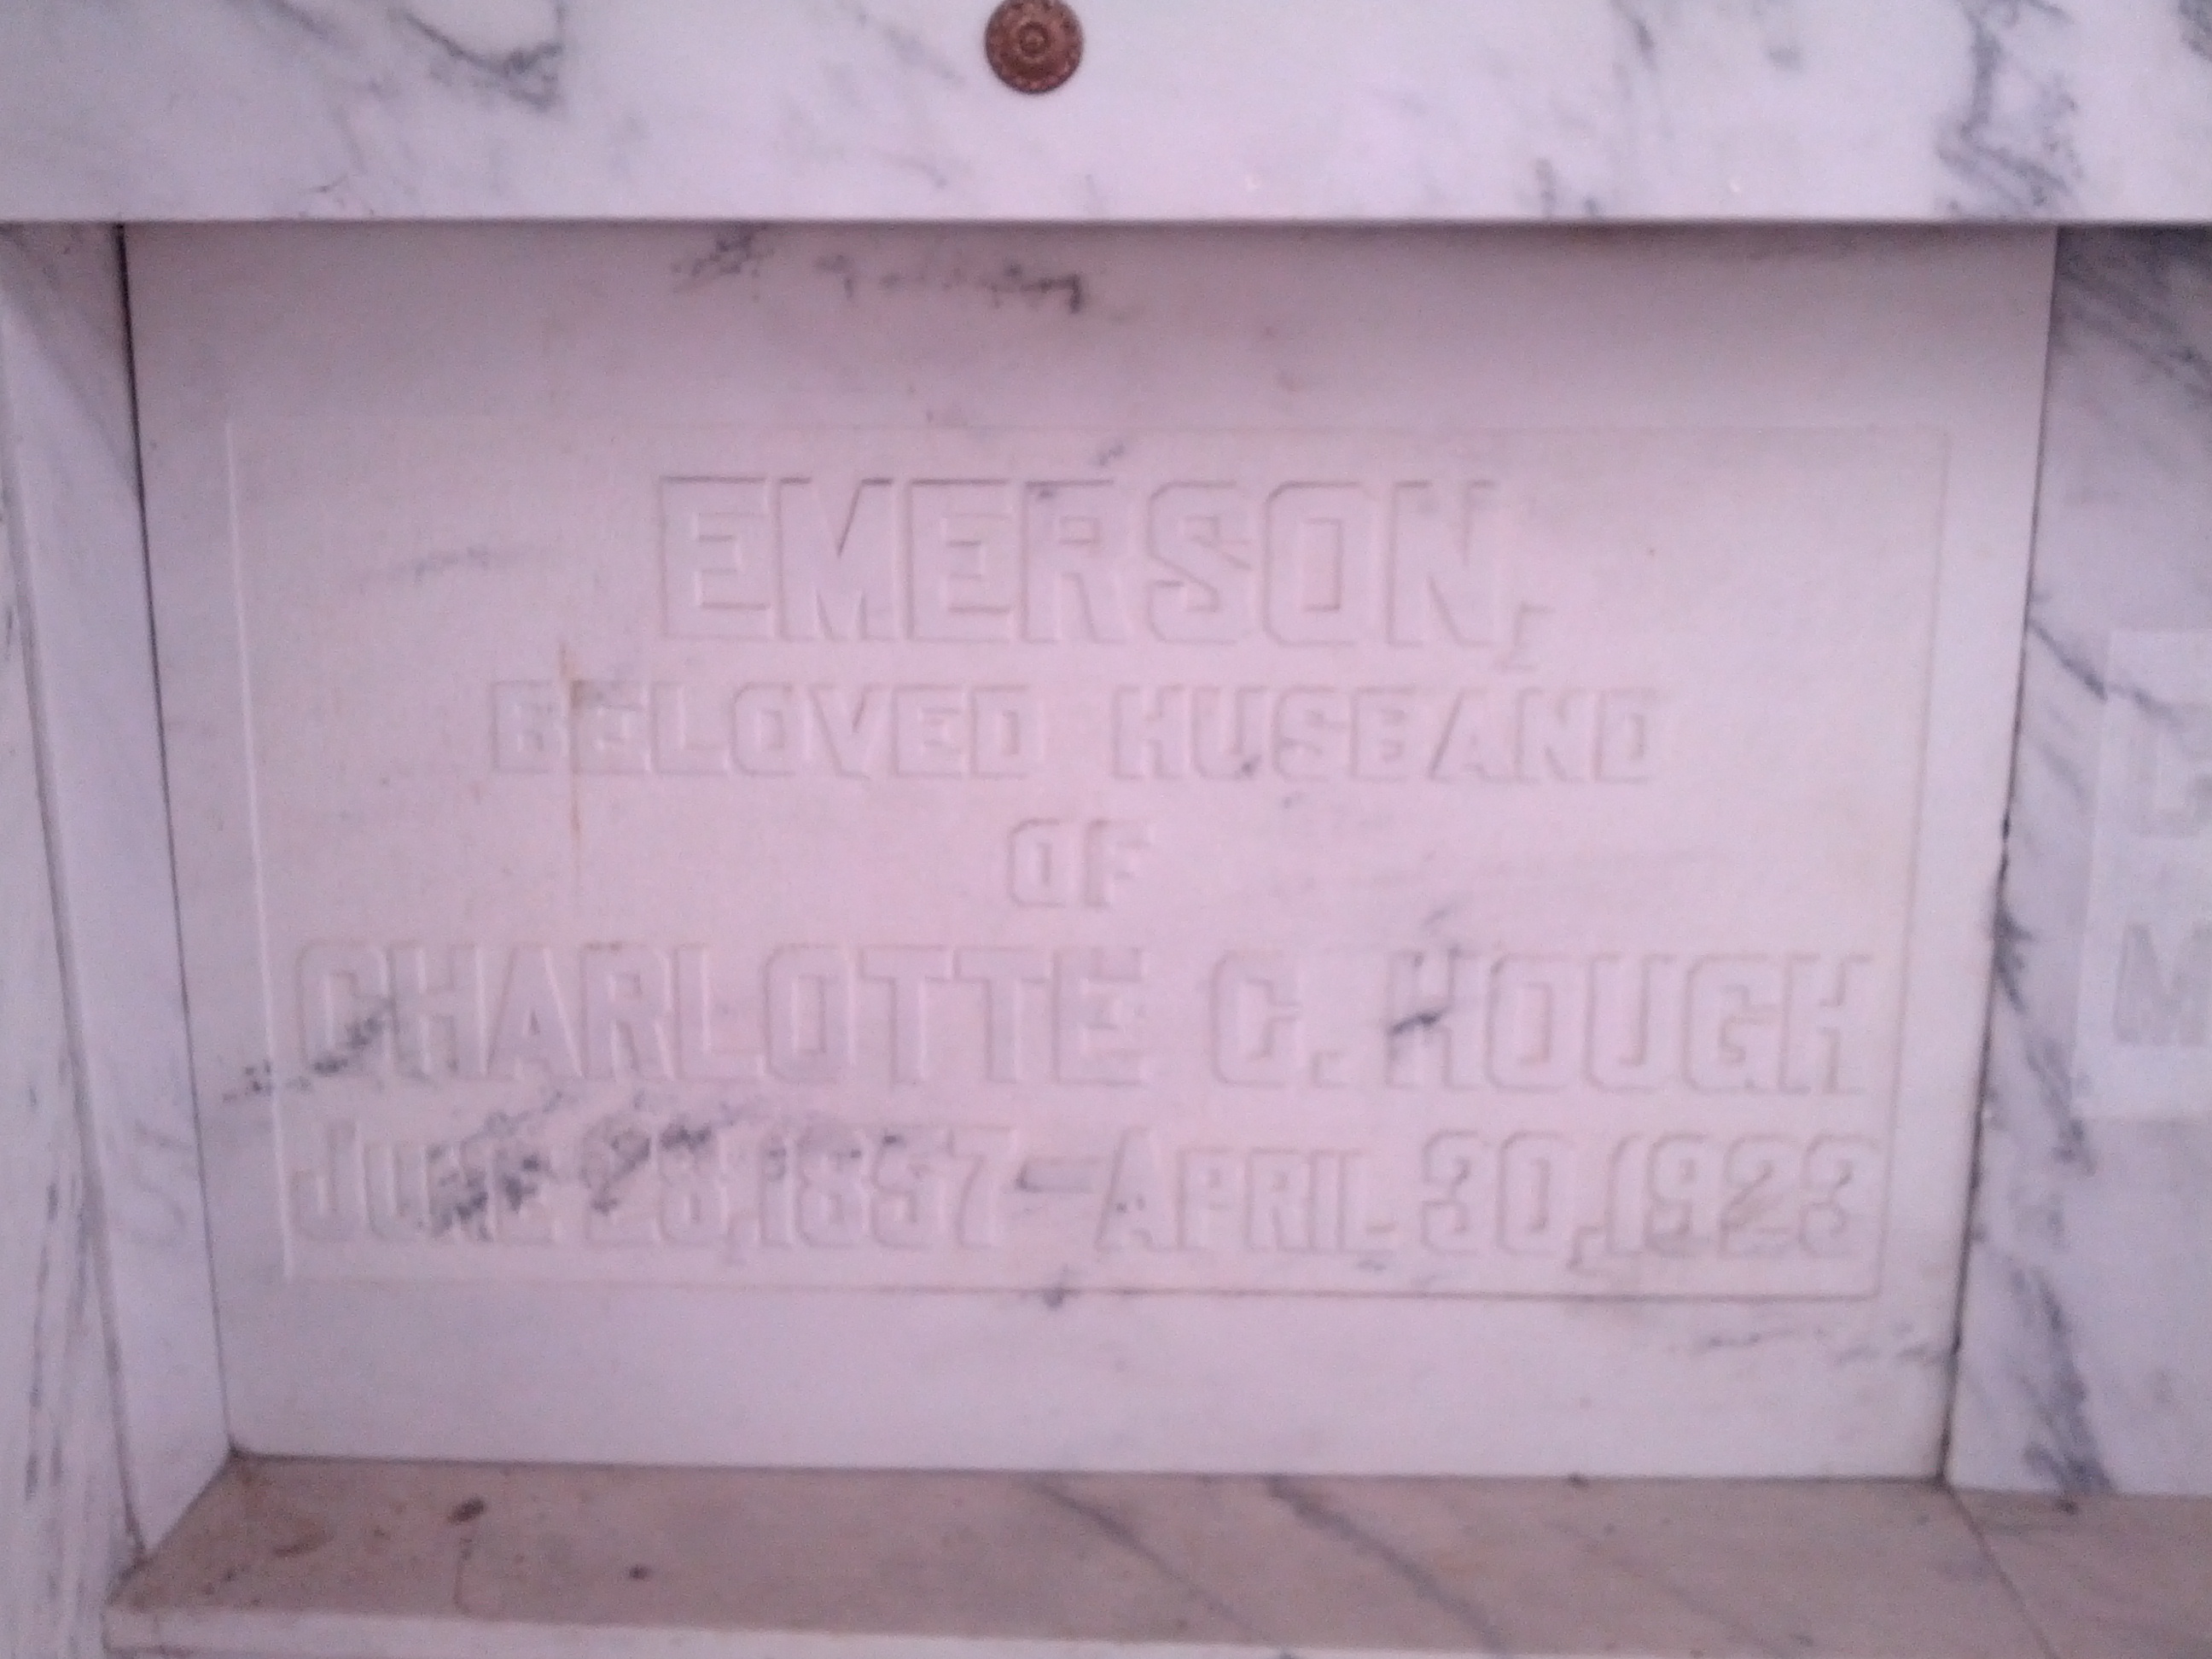 EMERSON,
BELOVED HUSBAND
OF
CHARLOTTE C. HOUGH
JUNE 28, 1857 — APRIL 30, 1923